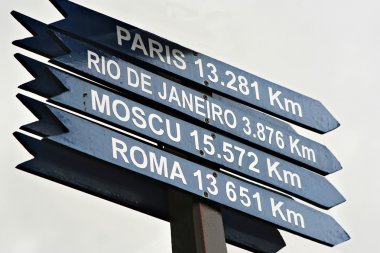 PARIS 13.281 Km
RIO DE JANEIRO 3.876 Km
MOSCU 15.572 Km
ROMA 13 651 Km